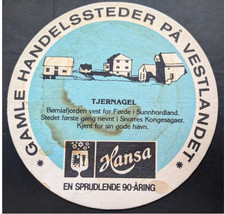 * GAMLE HANDELSSTEDER PÅ VESTLANDET *
TJERNAGEL
Bømlafjorden vest for Førde i Sunnhordland.
Stedet første gang nevnt i Snorres Kongesagaer.
Kjent for sin gode havn.
Hansa
EN SPRUDLENDE 90-ÅRING